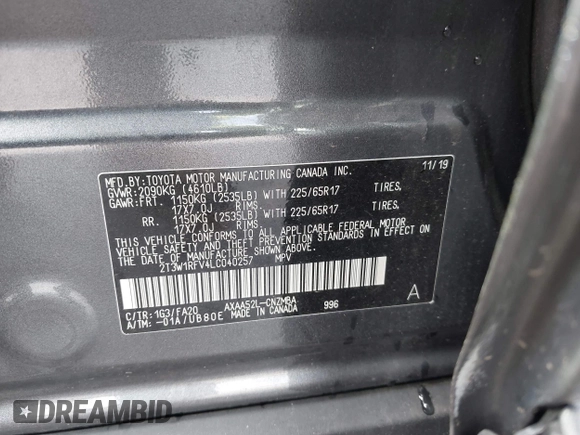 MFD.BY:TOYOTA MOTOR MANUFACTURING CANADA INC. 11/19
GVWR:2090KG (4610LB)
GAWR:FRT. 1150KG (2535LB) WITH 225/65R17 TIRES,
17X7.0J RIMS
RR. 1150KG (2535LB) WITH 225/65R17 TIRES,
17X7.0J RIMS
THIS VEHICLE CONFORMS TO ALL APPLICABLE FEDERAL MOTOR
VEHICLE SAFETY AND THEFT PREVENTION STANDARDS IN EFFECT ON
THE DATE OF MANUFACTURE SHOWN ABOVE.
2T3W1RFV4LC040257 MPV
C/TR:1G3/FA20 AXAA52L-CNZMBA 996 A
A/TM:-01A/UB80E MADE IN CANADA
DREAMBID